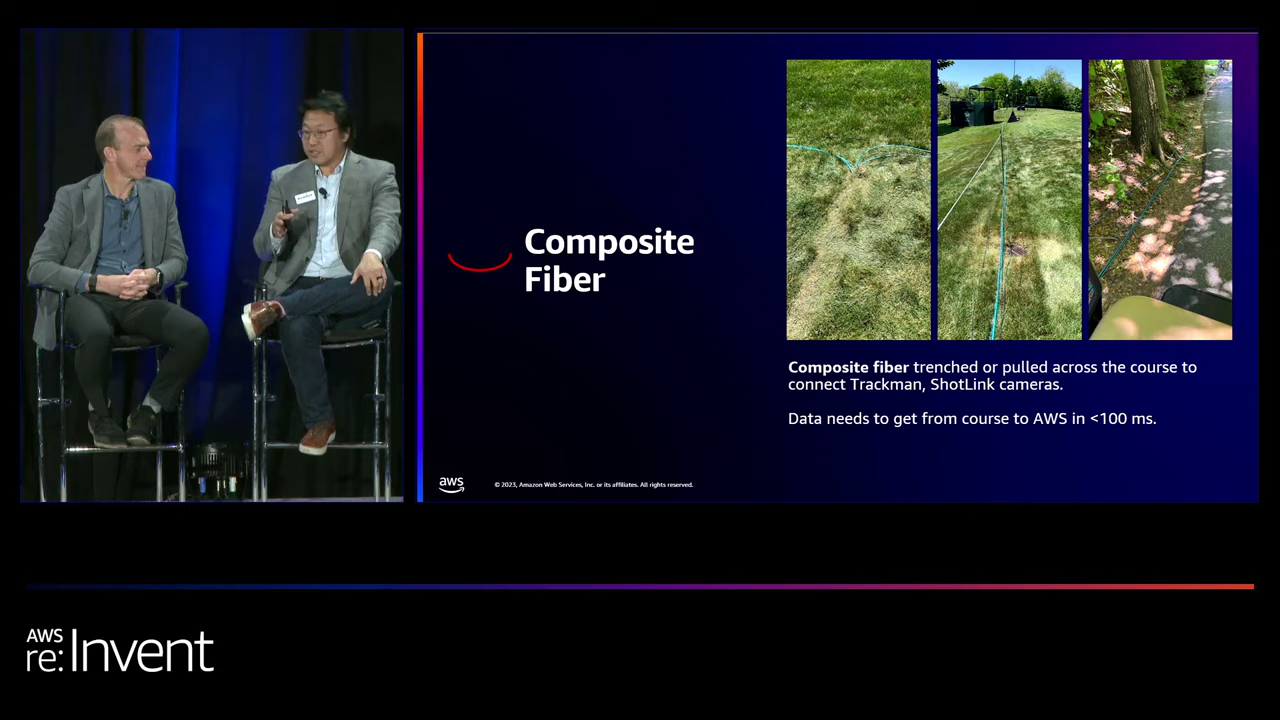 Composite
Fiber
Composite fiber trenched or pulled across the course to
connect Trackman, ShotLink cameras.
Data needs to get from course to AWS in <100 ms.
aws
© 2023, Amazon Web Services, Inc. or its affiliates. All rights reserved.
AWS
re:Invent